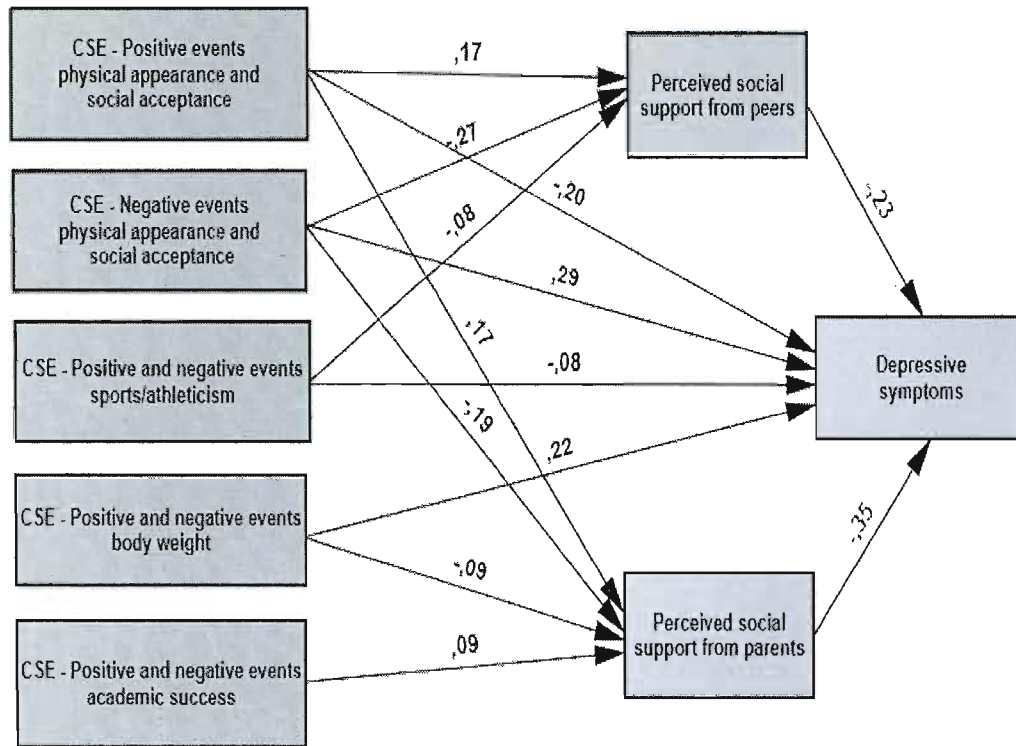 CSE - Positive events
physical appearance and
social acceptance
CSE - Negative events
physical appearance and
social acceptance
CSE - Positive and negative events
sports/athleticism
CSE - Positive and negative events
body weight
CSE - Positive and negative events
academic success
,17
-,27
-,20
-,08
,29
,17
-,08
-,19
,22
-,09
,09
Perceived social
support from peers
-,23
Depressive
symptoms
-,35
Perceived social
support from parents